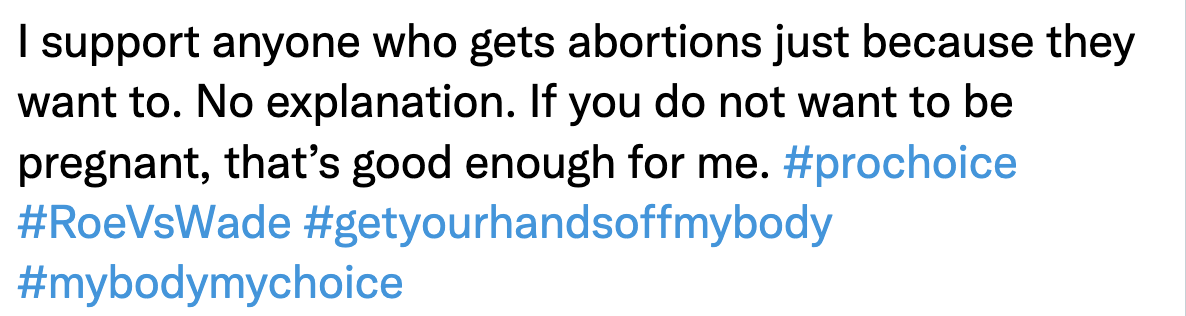 I support anyone who gets abortions just because they
want to. No explanation. If you do not want to be
pregnant, that’s good enough for me. #prochoice
#RoeVsWade #getyourhandsoffmybody
#mybodymychoice